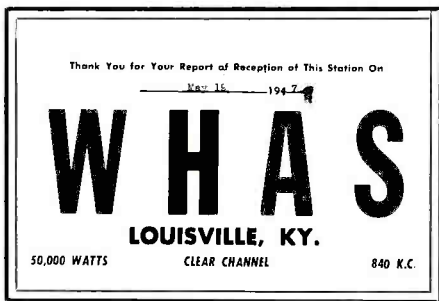 Thank You for Your Report of Reception of This Station On
May 18, 1947
WHAS
LOUISVILLE, KY.
50,000 WATTS CLEAR CHANNEL 840 K.C.